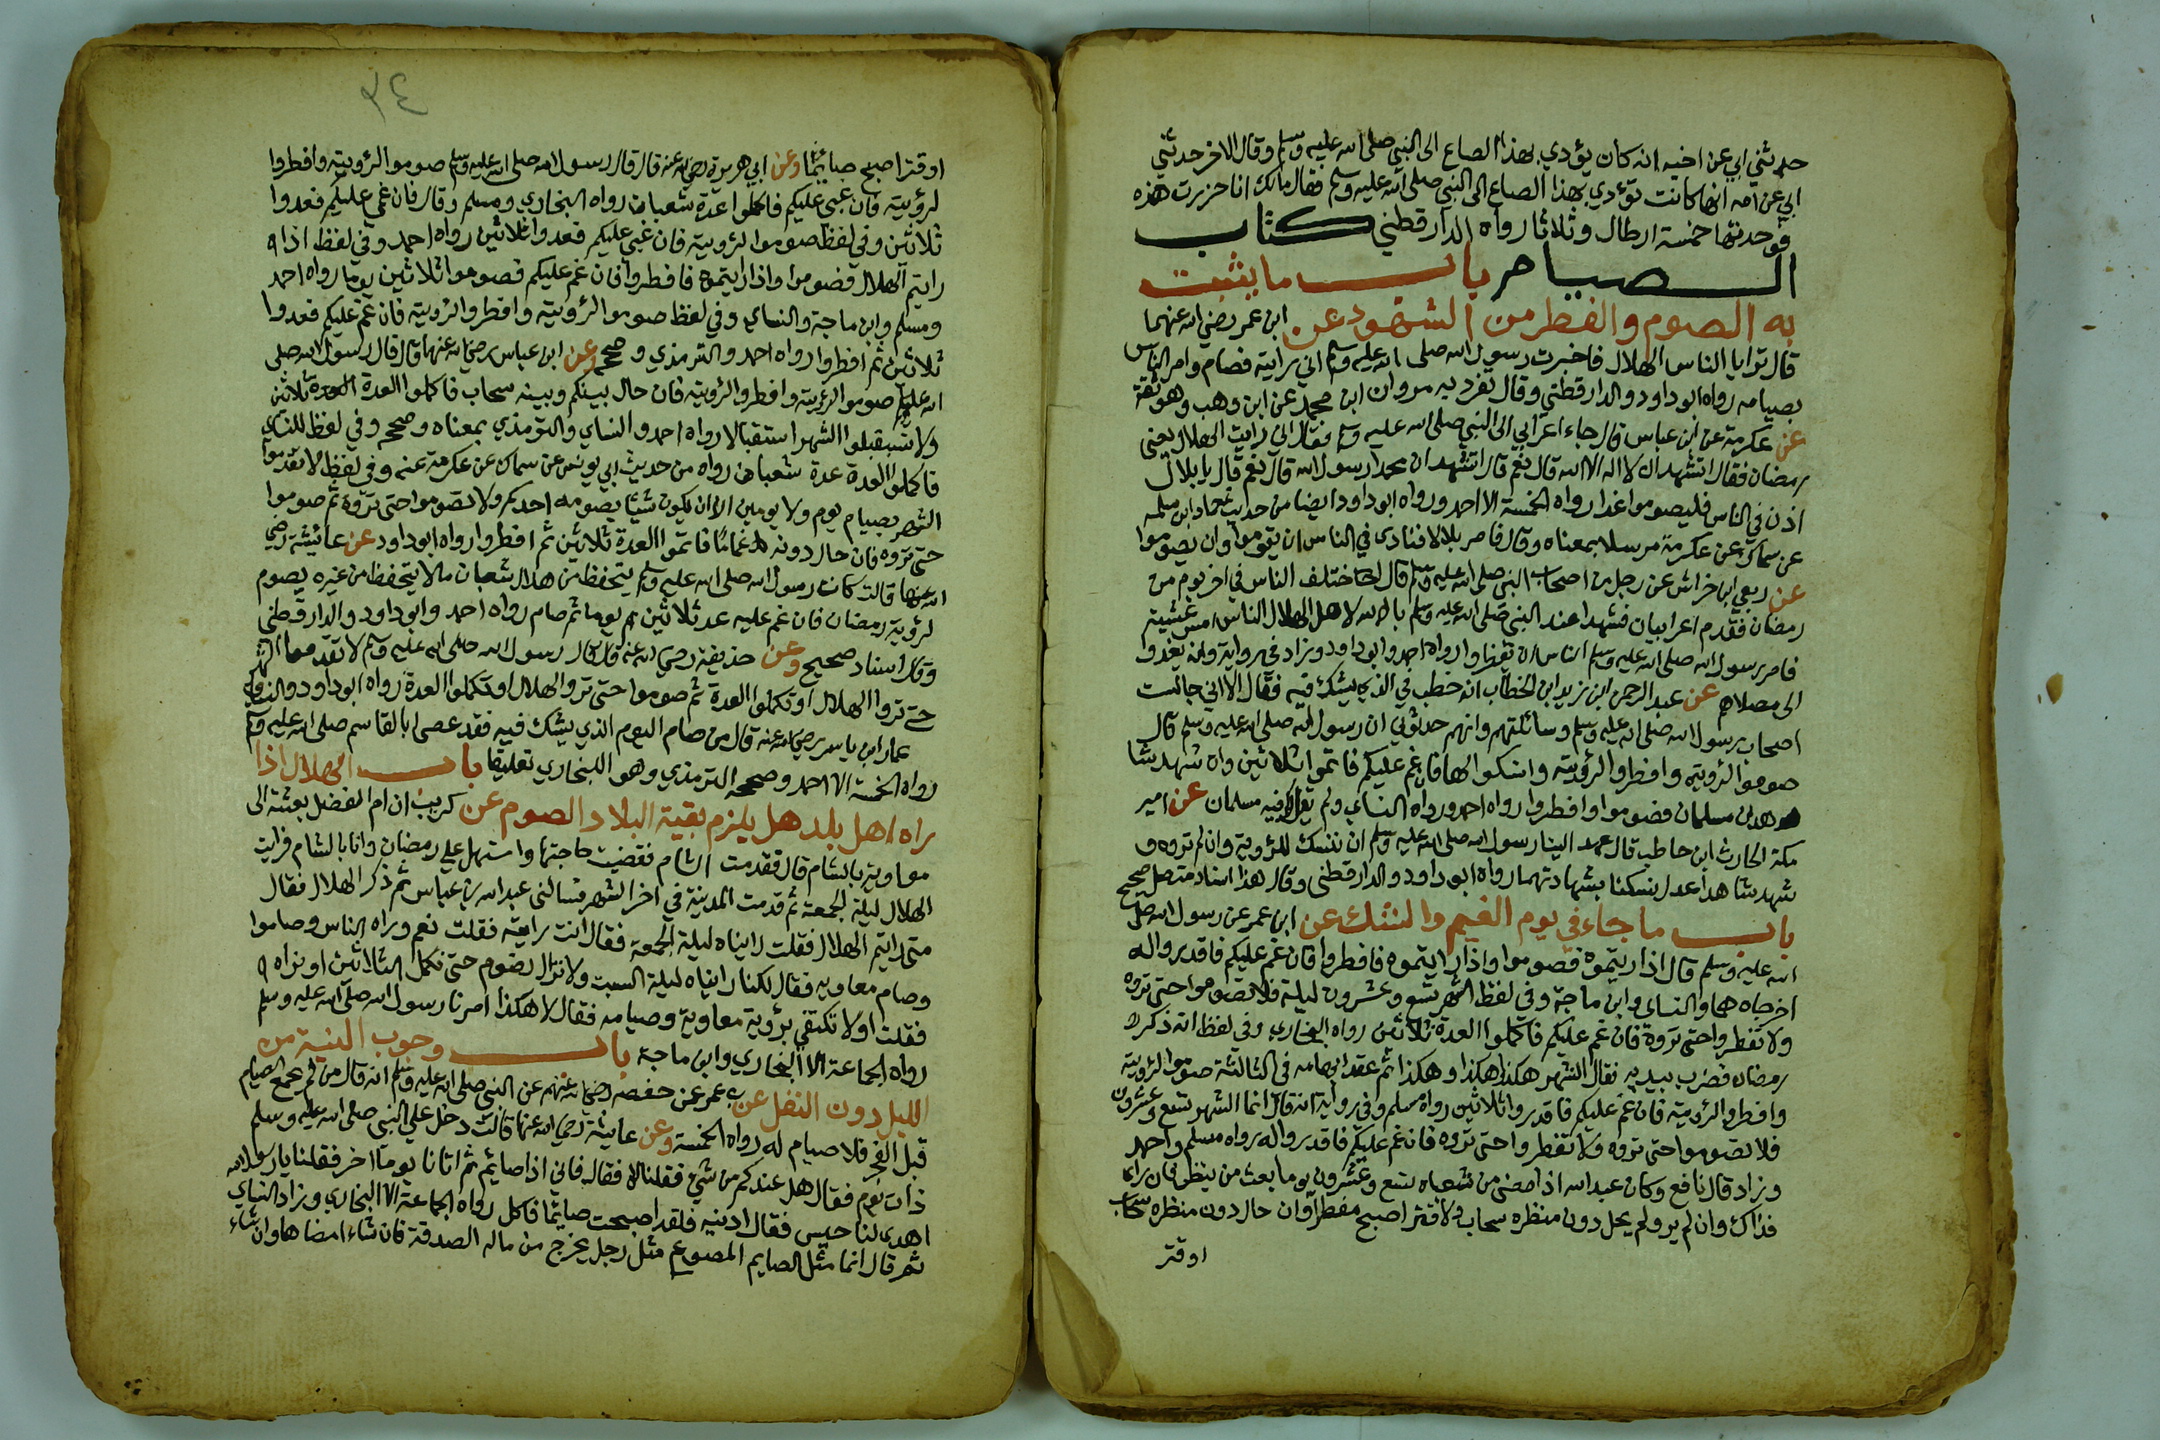 حدثني ابي عن اخيه انه كان يؤدي بهذا الصاع الى النبي صلى الله عليه وسلم وقال الاخر حدثني
ابي عن امه انها كانت تؤدي بهذا الصاع الى النبي صلى الله عليه وسلم فقال مالك انا حزرت هذه
فوجدتها خمسة ارطال وثلاثا رواه الدارقطني كتاب
الصيام باب ما يثبت
به الصوم والفطر من الشهود عن ابن عمر رضي الله عنهما
قال ترايا الناس الهلال فاخبرت رسول الله صلى الله عليه وسلم اني رايته فصام وامر الناس
بصيامه رواه ابو داود والدارقطني وقال تفرد به مروان ابن محمد عن ابن وهب وهو ثقة
عن عكرمة عن ابن عباس قال جاء اعرابي الى النبي صلى الله عليه وسلم فقال اني رايت الهلال يعني
رمضان فقال اتشهد ان لا اله الا الله قال نعم قال اتشهد ان محمدا رسول الله قال نعم قال يا بلال
اذن في الناس فليصوموا غدا رواه الخمسة الا احمد ورواه ابو داود ايضا من حديث حماد ابن سلمه
عن سماك عن عكرمة مرسلا بمعناه وقال فامر بلالا فنادى في الناس ان يقوموا وان يصوموا
عن ربعي ابن خراش عن رجل من اصحاب النبي صلى الله عليه وسلم قال اختلف الناس في اخر يوم من
رمضان فقدم اعرابيان فشهدا عند النبي صلى الله عليه وسلم بالله لاهل الهلال الناس امس عشية
فامر رسول الله صلى الله عليه وسلم الناس ان يفطروا رواه احمد وابو داود وزاد في رواية وان يغدوا
الى مصلاهم عن عبد الرحمن ابن زيد ابن الخطاب انه خطب في الذي يشك فيه فقال الا اني جالست
اصحاب رسول الله صلى الله عليه وسلم وسائلتهم وانهم حدثوني ان رسول الله صلى الله عليه وسلم قال
صوموا لرؤيته وافطروا لرؤيته وانسكوا لها فان غم عليكم فاتموا ثلاثين وان شهد شا
هدان مسلمان فصوموا وافطروا رواه احمد ورواه النساي ولم يقل فيه مسلمان عن امير
مكة الحارث ابن حاطب قال عهد الينا رسول الله صلى الله عليه وسلم ان ننسك للرؤية وان لم نروه و
شهد شاهدا عدل نسكنا بشهادتهما رواه ابو داود والدارقطني وقال هذا اسناد متصل صحيح
باب ما جاء في يوم الغيم والشك عن ابن عمر عن رسول الله صلى
الله عليه وسلم قال اذا رايتموه فصوموا واذا رايتموه فافطروا فان غم عليكم فاقدروا له
اخرجاه هما والنساي وابن ماجة وفي لفظ الشهر تسع وعشرون ليلة فلا تصوموا حتى تروه
ولا تفطروا حتى تروه فان غم عليكم فاكملوا العدة ثلاثين رواه البخاري وفي لفظ انه ذكر
رمضان فضرب بيديه فقال الشهر هكذا وهكذا وهكذا ثم عقد ابهامه في الثالثة صوموا لرؤيته
وافطروا لرؤيته فان غم عليكم فاقدروا ثلاثين رواه مسلم وفي رواية انه قال انما الشهر تسع وعشرون
فلا تصوموا حتى تروه ولا تفطروا حتى تروه فان غم عليكم فاقدروا له رواه مسلم واحمد
وزاد قال نافع وكان عبد الله اذا مضى من شعبان تسع وعشرون يوما بعث من ينظر فان راى
فذاك وان لم ير ولم يحل دون منظره سحاب ولا قتر اصبح مفطرا وان حال دون منظره سحاب
او قتر
٣٤
او قتر اصبح صائما وعن ابي هريرة رضي الله عنه قال قال رسول الله صلى الله عليه وسلم صوموا لرؤيته وافطروا
لرؤيته فان غبي عليكم فاكملوا عدة شعبان رواه البخاري ومسلم وقال فان غمي عليكم فعدوا
ثلاثين وفي لفظ صوموا لرؤيته فان غبي عليكم فعدوا ثلاثين رواه احمد وفي لفظ اذا
رايتم الهلال فصوموا واذا رايتموه فافطروا فان غم عليكم فصوموا ثلاثين يوما رواه احمد
ومسلم وابن ماجة والنساي وفي لفظ صوموا لرؤيته وافطروا لرؤيته فان غم عليكم فعدوا
ثلاثين ثم افطروا رواه احمد والترمذي وصححه وعن ابن عباس رضي الله عنهما قال قال رسول الله صلى
الله عليه وسلم صوموا لرؤيته وافطروا لرؤيته فان حال بينكم وبينه سحاب فاكملوا العدة ثلاثين
ولا تستقبلوا الشهر استقبالا رواه احمد والنساي والترمذي بمعناه وصححه وفي لفظ للنساي
فاكملوا العدة عدة شعبان رواه من حديث ابي يونس عن سماك عن عكرمة عنه وفي لفظ لا تقدموا
الشهر بصيام يوم ولا يومين الا ان يكون شيئا يصومه احدكم ولا تصوموا حتى تروه ثم صوموا
حتى تروه فان حال دونه غمامة فاتموا العدة ثلاثين ثم افطروا رواه ابو داود عن عائشة رضي
الله عنها قالت كان رسول الله صلى الله عليه وسلم يتحفظ من هلال شعبان ما لا يتحفظ من غيره يصوم
لرؤية رمضان فان غم عليه عد ثلاثين يوما ثم صام رواه احمد وابو داود والدارقطني
وقال اسناد صحيح وعن حذيفة رضي الله عنه قال قال رسول الله صلى الله عليه وسلم لا تقدموا الشهر
حتى تروا الهلال او تكملوا العدة ثم صوموا حتى تروا الهلال او تكملوا العدة رواه ابو داود والنساي
عمار ابن ياسر رضي الله عنه قال من صام اليوم الذي يشك فيه فقد عصى ابا القاسم صلى الله عليه وسلم
رواه الخمسة الا احمد وصححه الترمذي وهو للبخاري تعليقا باب الهلال اذا
راه اهل بلد هل يلزم بقية البلاد الصوم عن كريب ان ام الفضل بعثته الى
معاوية بالشام قال فقدمت الشام فقضيت حاجتها واستهل علي رمضان وانا بالشام فرايت
الهلال ليلة الجمعة ثم قدمت المدينة في اخر الشهر فسالني عبد الله بن عباس ثم ذكر الهلال فقال
متى رايتم الهلال فقلت رايناه ليلة الجمعة فقال انت رايته فقلت نعم وراه الناس وصاموا
وصام معاويه فقال لكنا رايناه ليلة السبت ولا نزال نصوم حتى نكمل الثلاثين او نراه
فقلت اولا تكتفي برؤية معاوية وصيامه فقال لا هكذا امرنا رسول الله صلى الله عليه وسلم
رواه الجماعة الا البخاري وابن ماجة باب وجوب النية من
الليل دون النفل عن بن عمر عن حفصه رضي الله عنهم عن النبي صلى الله عليه وسلم انه قال من لم يجمع الصيام
قبل الفجر فلا صيام له رواه الخمسة وعن عايشة رضي الله عنها قالت دخل علي النبي صلى الله عليه وسلم
ذات يوم فقال هل عندكم من شي فقلنا لا فقال فاني اذا صايم ثم اتانا يوما اخر فقلنا يا رسول الله
اهدي لنا حيس فقال ادنيه فلقد اصبحت صايما فاكل رواه الجماعة الا البخاري وزاد النساي
ثم قال انما مثل الصايم المصوع مثل رجل يخرج من ماله الصدقة فان شاء امضاها وان شاء